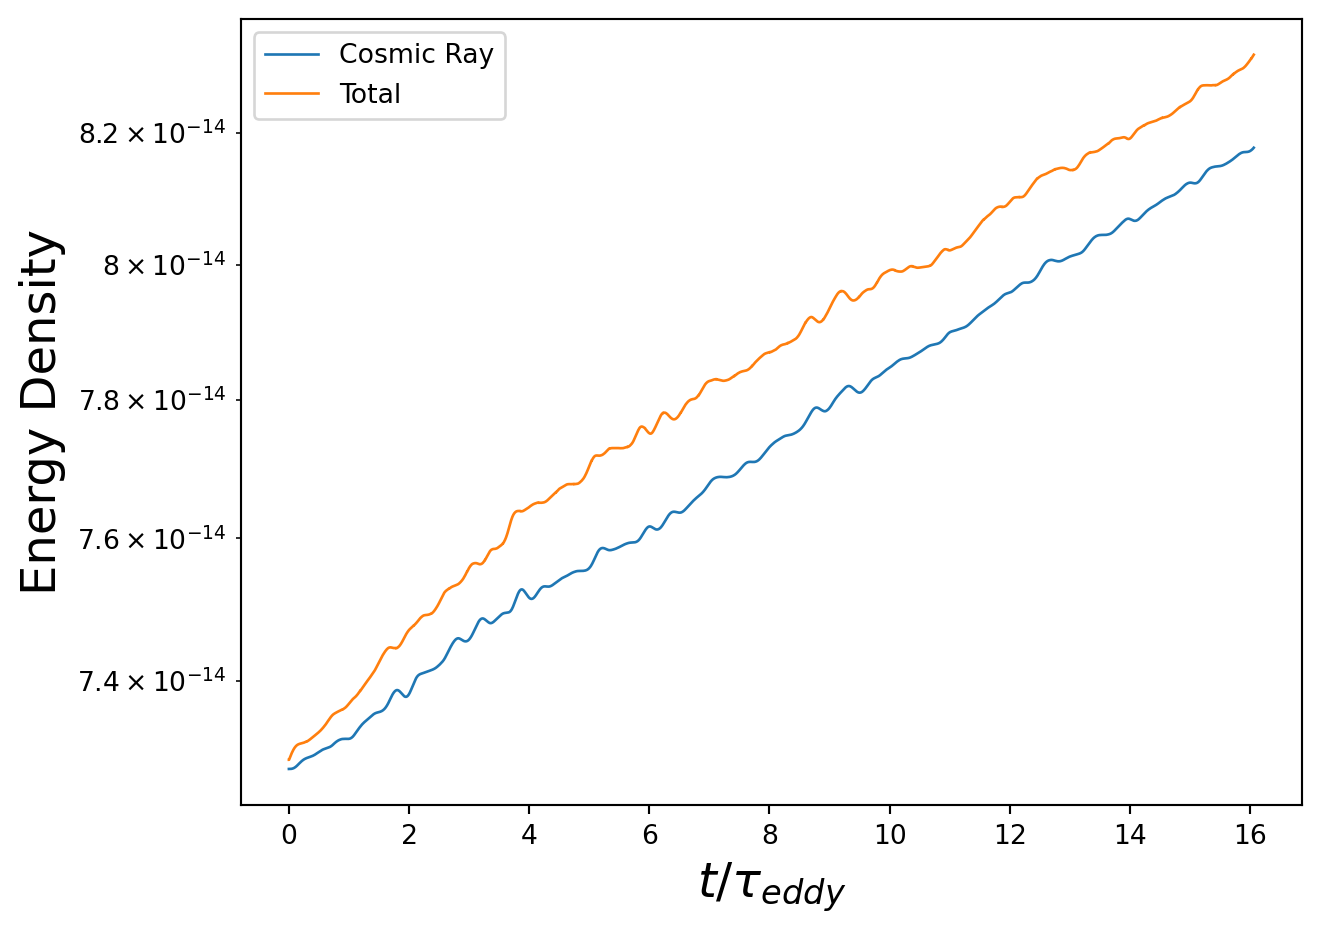 Cosmic Ray
Total
8.2 × 10⁻¹⁴
8 × 10⁻¹⁴
7.8 × 10⁻¹⁴
7.6 × 10⁻¹⁴
7.4 × 10⁻¹⁴
Energy Density
0 2 4 6 8 10 12 14 16
t/τ_eddy